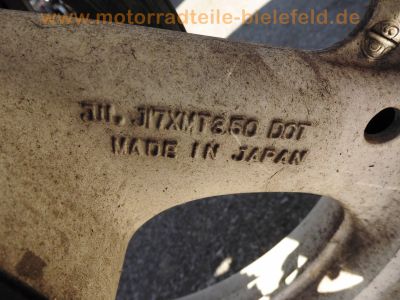 www.motorradteile-bielefeld.de
J17XMT3.50 DOT
MADE IN JAPAN